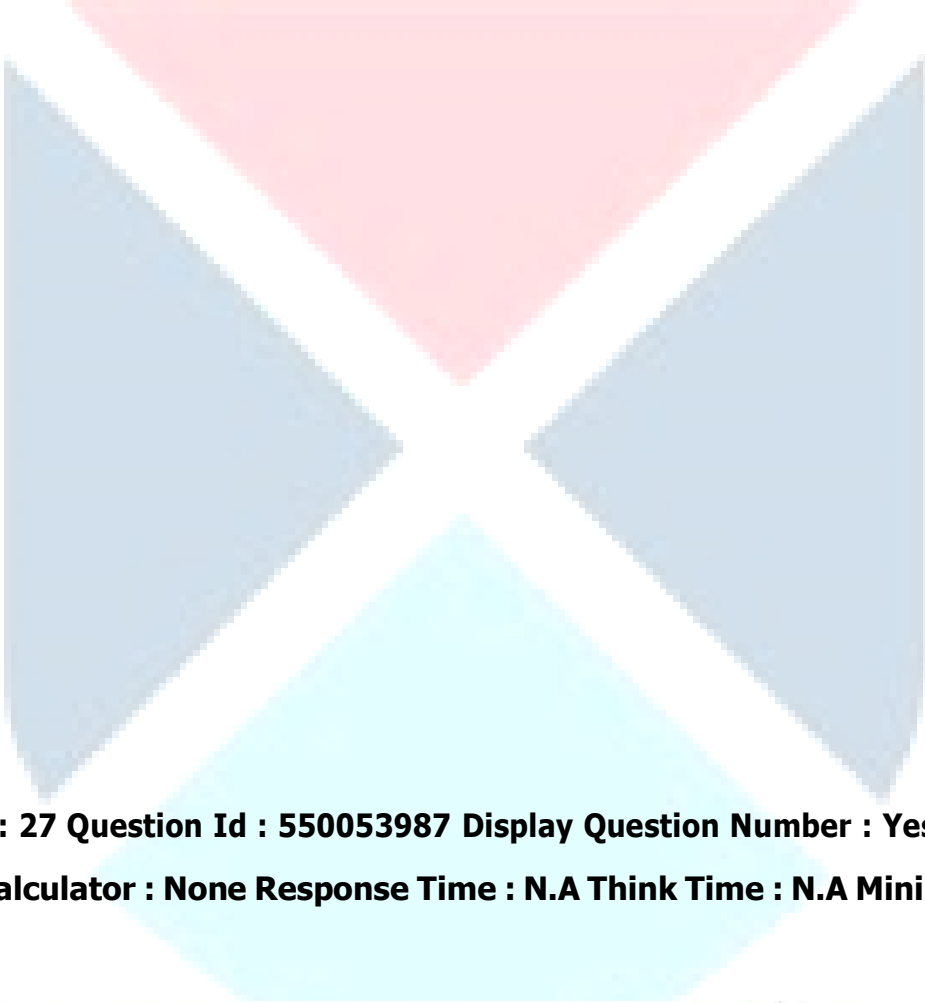 : 27 Question Id : 550053987 Display Question Number : Yes
alculator : None Response Time : N.A Think Time : N.A Mini